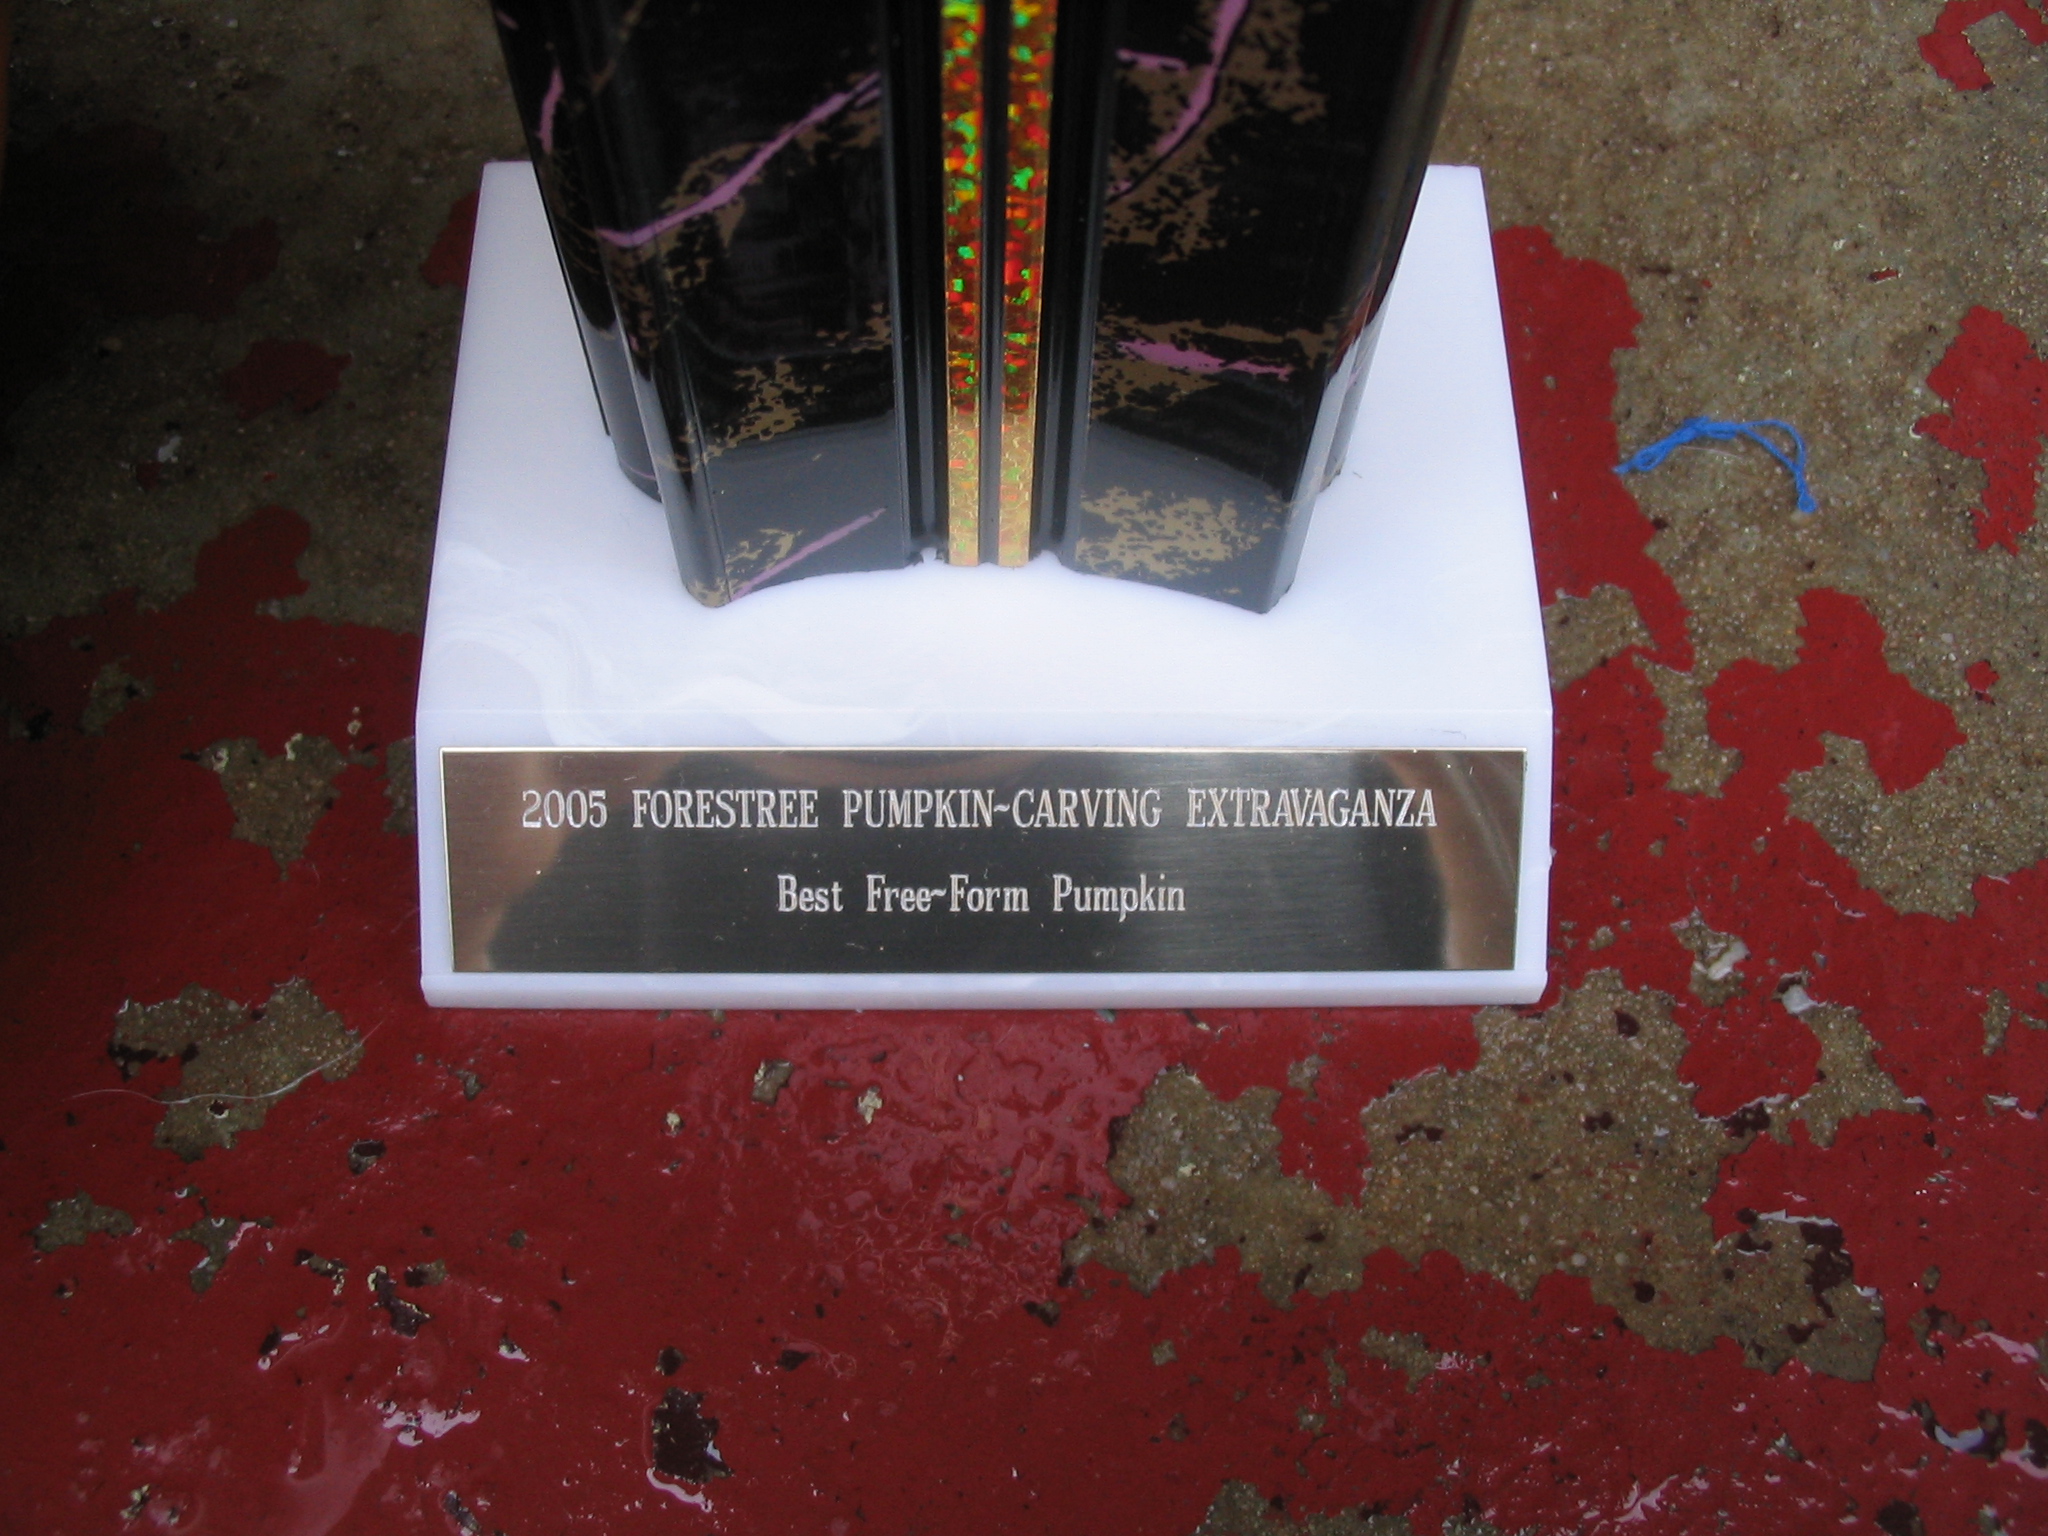 2005 FORESTREE PUMPKIN~CARVING EXTRAVAGANZA
Best Free~Form Pumpkin